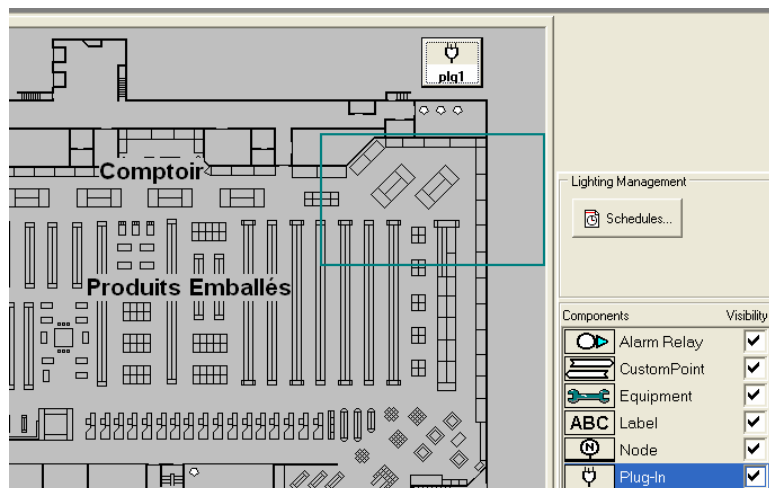 plg1
Comptoir
Lighting Management
Schedules...
Produits Emballés
Components Visibility
Alarm Relay
CustomPoint
Equipment
ABC Label
N Node
Plug-In